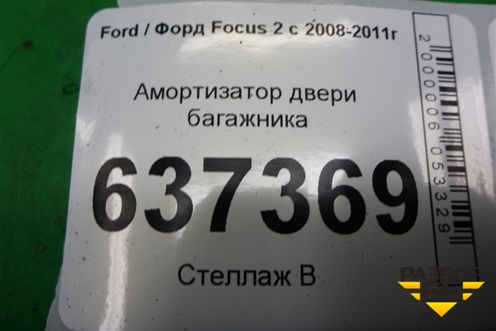 Ford / Форд Focus 2 с 2008-2011г
Амортизатор двери
багажника
637369
Стеллаж В
2000006053329